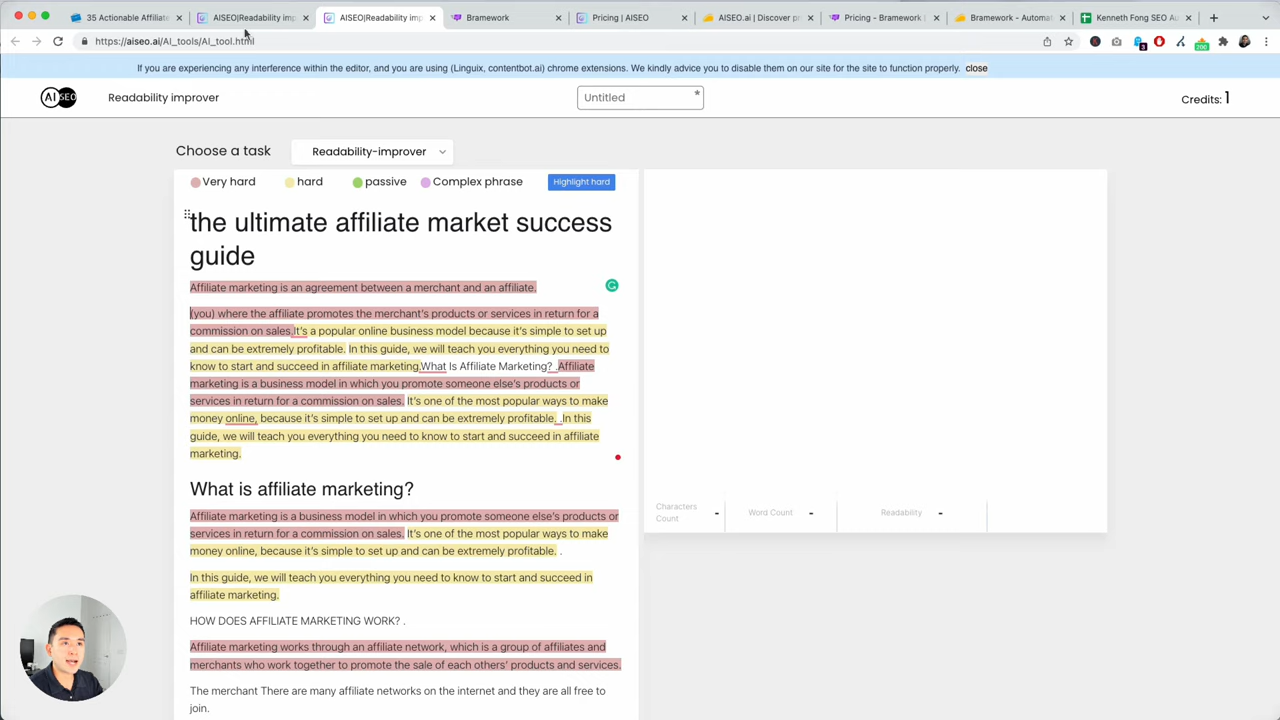 35 Actionable Affiliate
AISEO|Readability imp
AISEO|Readability imp
Bramework
Pricing | AISEO
AISEO.ai | Discover p
Pricing - Bramework
Bramework - Automat
Kenneth Fong SEO Au
https://aiseo.ai/AI_tools/AI_tool.html
3
200
If you are experiencing any interference within the editor, and you are using (Linguix, contentbot.ai) chrome extensions. We kindly advice you to disable them on our site for the site to function properly. close
AISEO
Readability improver
Untitled
*
Credits: 1
Choose a task
Readability-improver
Very hard
hard
passive
Complex phrase
Highlight hard
the ultimate affiliate market success
guide
Affiliate marketing is an agreement between a merchant and an affiliate.
(you) where the affiliate promotes the merchant's products or services in return for a
commission on sales.It's a popular online business model because it's simple to set up
and can be extremely profitable. In this guide, we will teach you everything you need to
know to start and succeed in affiliate marketing.What Is Affiliate Marketing? .Affiliate
marketing is a business model in which you promote someone else's products or
services in return for a commission on sales. It's one of the most popular ways to make
money online, because it's simple to set up and can be extremely profitable. .In this
guide, we will teach you everything you need to know to start and succeed in affiliate
marketing.
What is affiliate marketing?
Affiliate marketing is a business model in which you promote someone else's products or
services in return for a commission on sales. It's one of the most popular ways to make
money online, because it's simple to set up and can be extremely profitable. .
In this guide, we will teach you everything you need to know to start and succeed in
affiliate marketing.
HOW DOES AFFILIATE MARKETING WORK? .
Affiliate marketing works through an affiliate network, which is a group of affiliates and
merchants who work together to promote the sale of each others' products and services.
The merchant There are many affiliate networks on the internet and they are all free to
join.
Characters
Count
-
Word Count -
Readability -